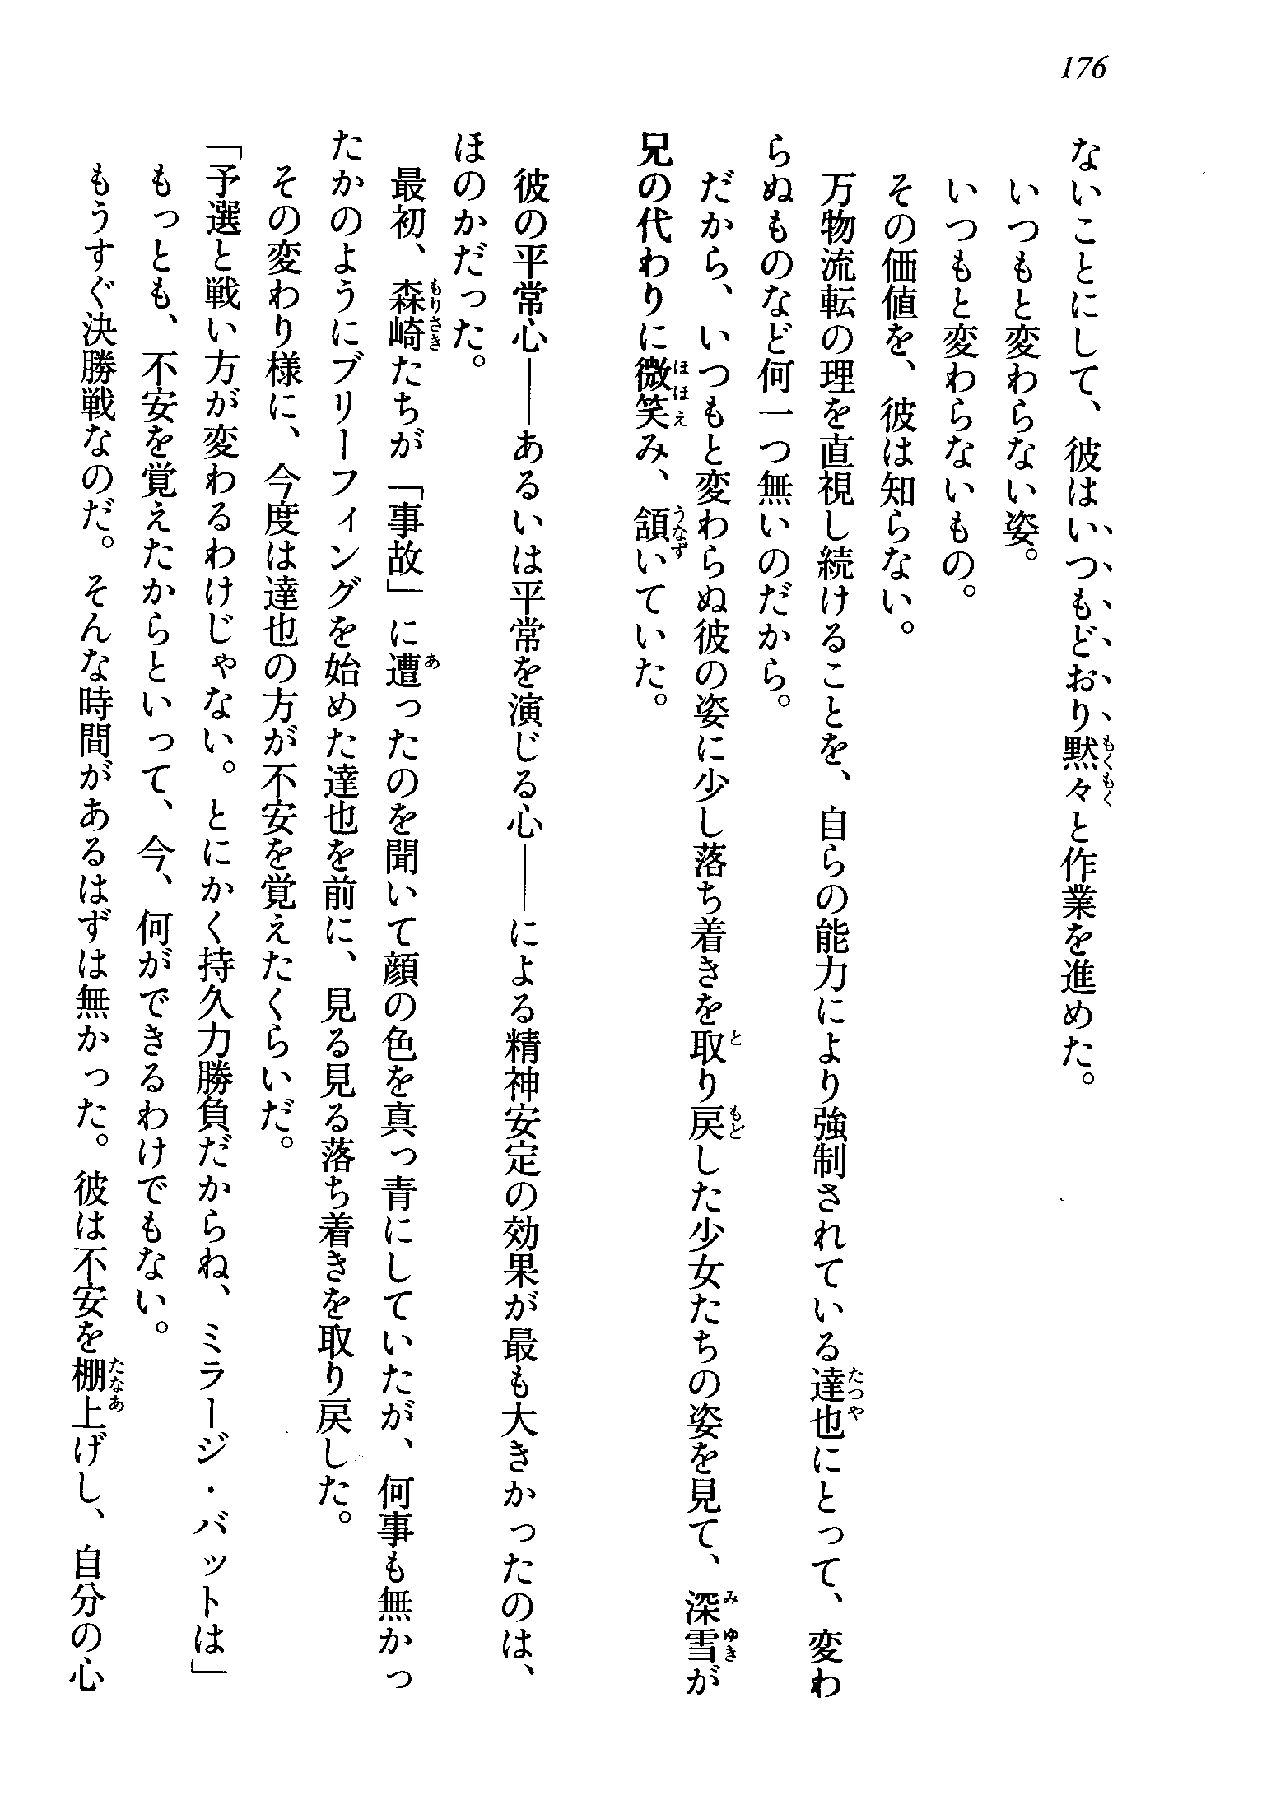 176
ないことにして、彼はいつもどおり黙々と作業を進めた。
いつもと変わらない姿。
いつもと変わらないもの。
その価値を、彼は知らない。
万物流転の理を直視し続けることを、自らの能力により強制されている達也にとって、変わ
らぬものなど何一つ無いのだから。
だから、いつもと変わらぬ彼の姿に少し落ち着きを取り戻した少女たちの姿を見て、深雪が
兄の代わりに微笑み、頷いていた。
彼の平常心――あるいは平常を演じる心――による精神安定の効果が最も大きかったのは、
ほのかだった。
最初、森崎たちが「事故」に遭ったのを聞いて顔の色を真っ青にしていたが、何事も無かっ
たかのようにブリーフィングを始めた達也を前に、見る見る落ち着きを取り戻した。
その変わり様に、今度は達也の方が不安を覚えたくらいだ。
「予選と戦い方が変わるわけじゃない。とにかく持久力勝負だからね、ミラージ・バットは」
もっとも、不安を覚えたからといって、今、何ができるわけでもない。
もうすぐ決勝戦なのだ。そんな時間があるはずは無かった。彼は不安を棚上げし、自分の心